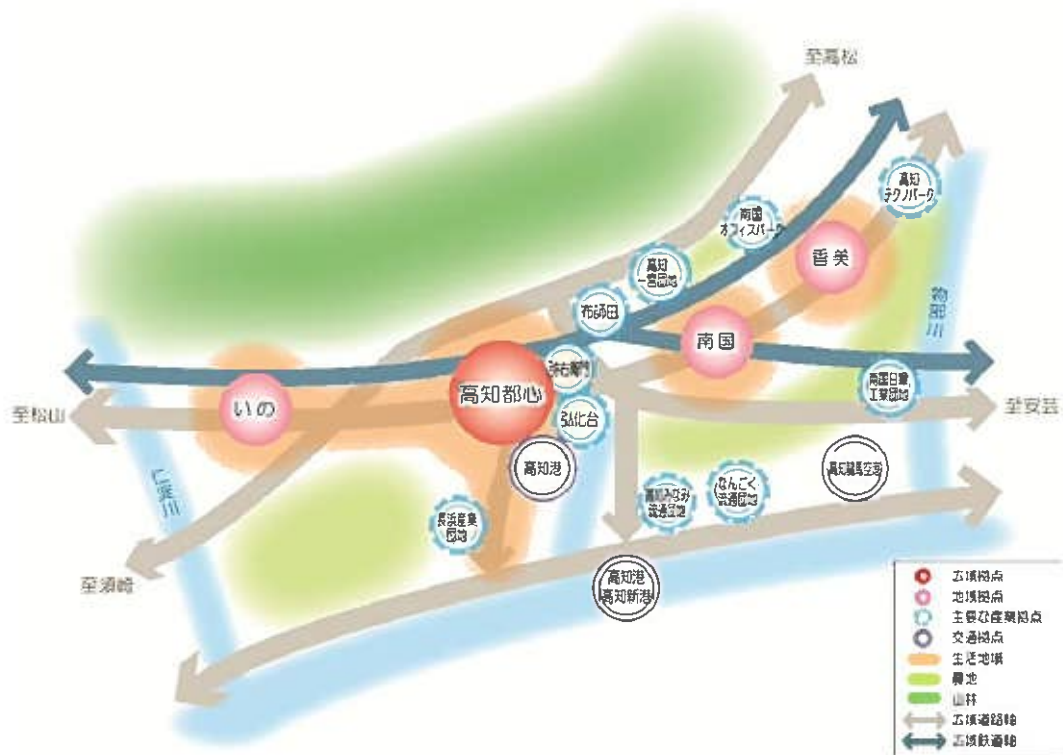 至高松
高知
テクノパーク
南国
オフィスパーク
香美
高知
一宮団地
物部川
布師田
南国
弥右衛門
南国日章
工業団地
高知都心
いの
至松山
至安芸
弘化台
高知港
高知龍馬空港
仁淀川
高知みなみ
流通団地
なんごく
流通団地
長浜産業
団地
至須崎
高知港
高知新港
広域拠点
地域拠点
主要な産業拠点
交通拠点
生活地域
農地
山林
広域道路軸
広域鉄道軸